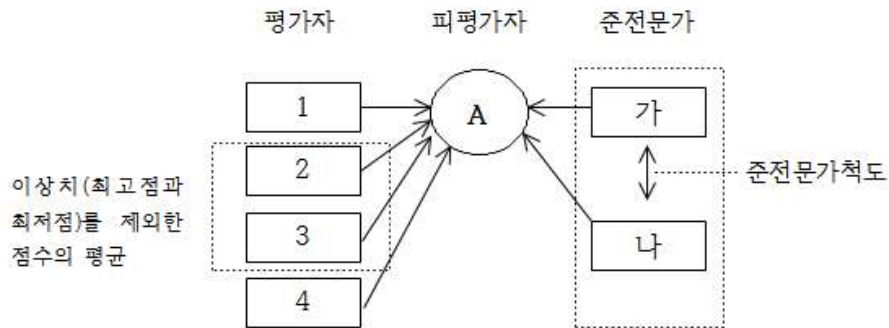 평가자 피평가자 준전문가
1
A
가
2
이상치(최고점과
최저점)를 제외한
점수의 평균
3
준전문가척도
나
4